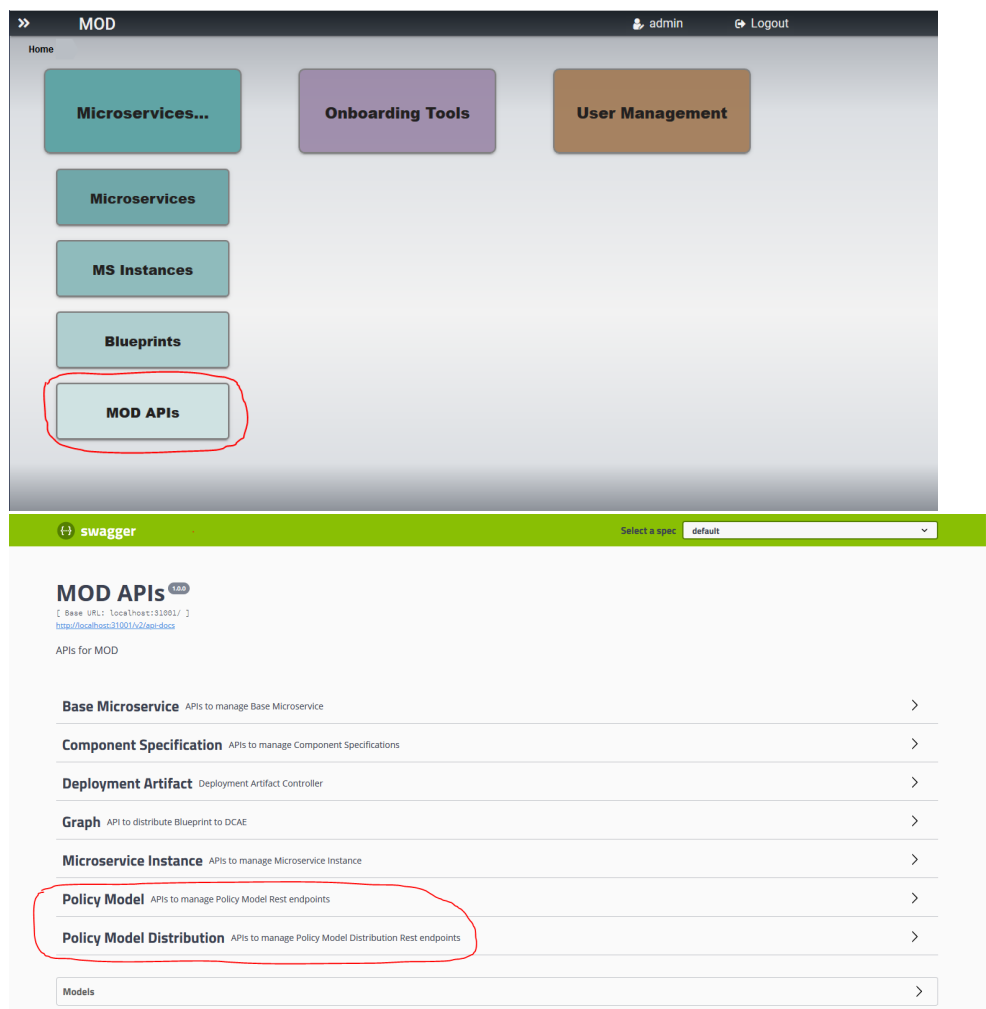 MOD admin Logout
Home
Microservices... Onboarding Tools User Management
Microservices
MS Instances
Blueprints
MOD APIs
{··} swagger Select a spec default
MOD APIs 1.0.0
[ Base URL: localhost:31001/ ]
http://localhost:31001/v2/api-docs
APIs for MOD
Base Microservice APIs to manage Base Microservice
Component Specification APIs to manage Component Specifications
Deployment Artifact Deployment Artifact Controller
Graph API to distribute Blueprint to DCAE
Microservice Instance APIs to manage Microservice Instance
Policy Model APIs to manage Policy Model Rest endpoints
Policy Model Distribution APIs to manage Policy Model Distribution Rest endpoints
Models